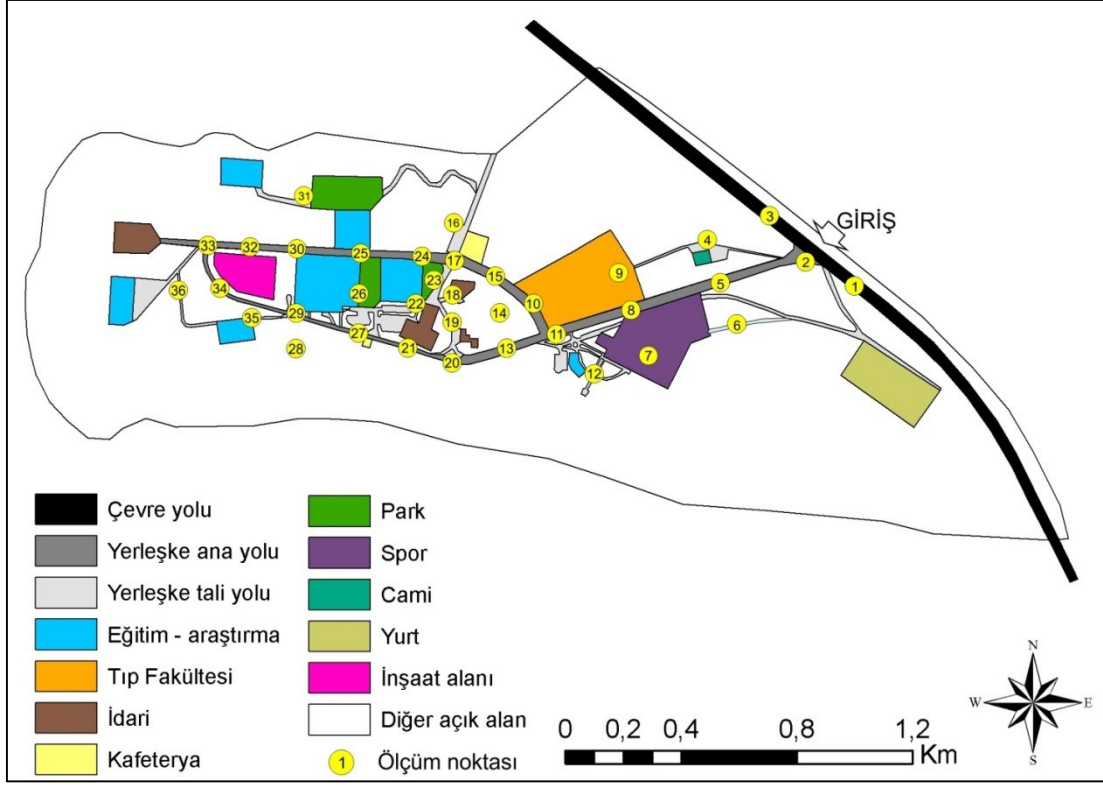 3
GİRİŞ
16
31
4
2
33
32
30
25
24
17
15
9
5
1
23
36
34
26
18
10
22
14
8
35
29
19
6
27
11
28
21
20
13
7
12
Çevre yolu
Yerleşke ana yolu
Yerleşke tali yolu
Eğitim - araştırma
Tıp Fakültesi
İdari
Kafeterya
Park
Spor
Cami
Yurt
İnşaat alanı
Diğer açık alan
1 Ölçüm noktası
N
W E
S
0 0,2 0,4 0,8 1,2
Km